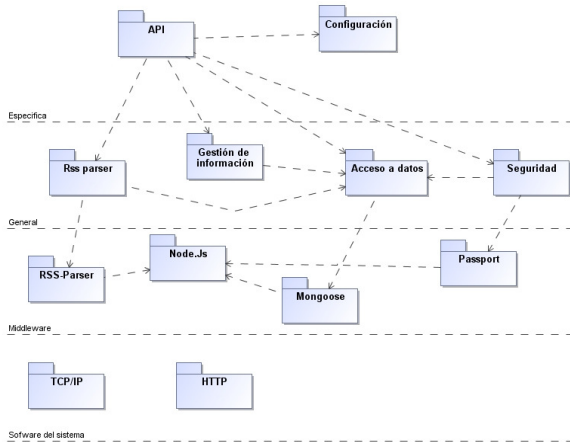 API
Configuración
Especifica
Rss parser
Gestión de
información
Acceso a datos
Seguridad
General
RSS-Parser
Node.Js
Mongoose
Passport
Middleware
TCP/IP
HTTP
Sofware del sistema